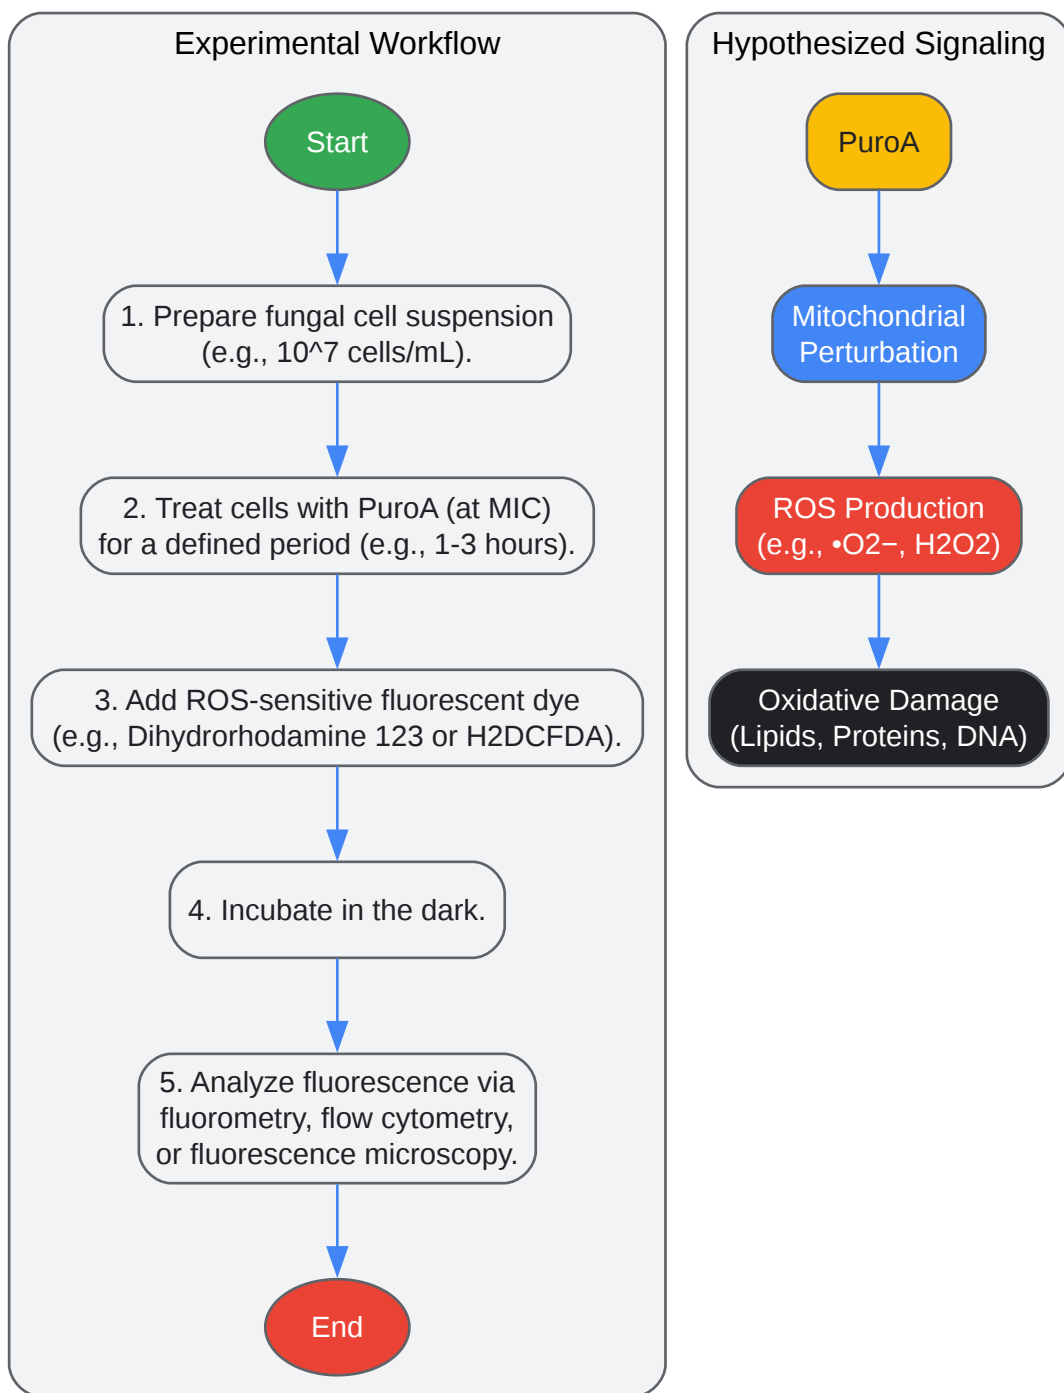 Experimental Workflow
Start
1. Prepare fungal cell suspension
(e.g., 10^7 cells/mL).
2. Treat cells with PuroA (at MIC)
for a defined period (e.g., 1-3 hours).
3. Add ROS-sensitive fluorescent dye
(e.g., Dihydrorhodamine 123 or H2DCFDA).
4. Incubate in the dark.
5. Analyze fluorescence via
fluorometry, flow cytometry,
or fluorescence microscopy.
End
Hypothesized Signaling
PuroA
Mitochondrial
Perturbation
ROS Production
(e.g., •O2−, H2O2)
Oxidative Damage
(Lipids, Proteins, DNA)